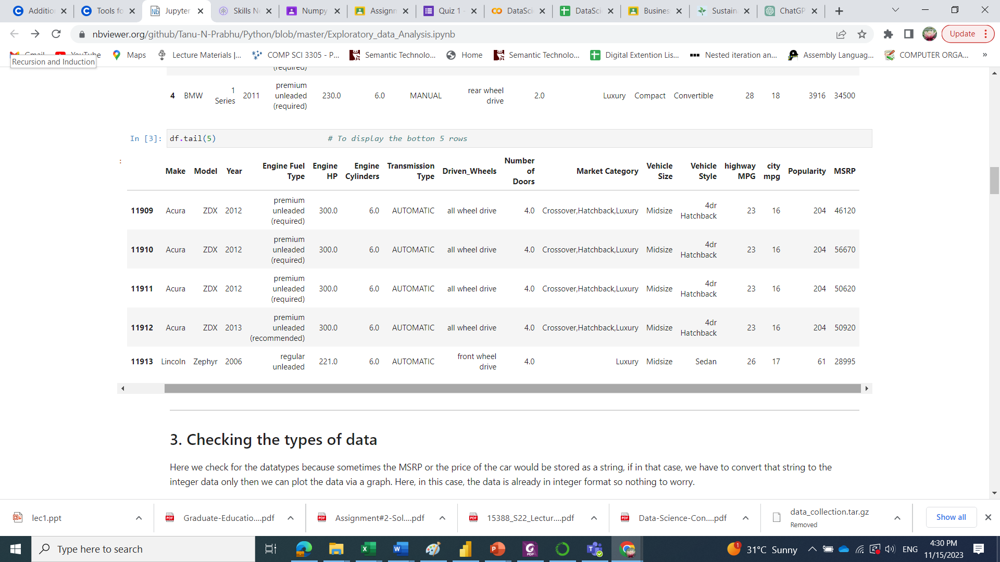 Additio
Tools fo
Jupyter
Skills Ne
Numpy
Assignm
Quiz 1 -
DataScie
DataScie
Busines
Sustain
ChatGP
nbviewer.org/github/Tanu-N-Prabhu/Python/blob/master/Exploratory_data_Analysis.ipynb
Update
Gmail
YouTube
Maps
Lecture Materials |...
COMP SCI 3305 - P...
Semantic Technolo...
Home
Semantic Technolo...
Digital Extention Lis...
Nested iteration an...
Assembly Languag...
COMPUTER ORGA...
»
Recursion and Induction
(required)
4 BMW 1 Series 2011 premium unleaded (required) 230.0 6.0 MANUAL rear wheel drive 2.0 Luxury Compact Convertible 28 18 3916 34500
In [3]: df.tail(5) # To display the botton 5 rows
:
Make Model Year Engine Fuel Type Engine HP Engine Cylinders Transmission Type Driven_Wheels Number of Doors Market Category Vehicle Size Vehicle Style highway MPG city mpg Popularity MSRP
11909 Acura ZDX 2012 premium unleaded (required) 300.0 6.0 AUTOMATIC all wheel drive 4.0 Crossover,Hatchback,Luxury Midsize 4dr Hatchback 23 16 204 46120
11910 Acura ZDX 2012 premium unleaded (required) 300.0 6.0 AUTOMATIC all wheel drive 4.0 Crossover,Hatchback,Luxury Midsize 4dr Hatchback 23 16 204 56670
11911 Acura ZDX 2012 premium unleaded (required) 300.0 6.0 AUTOMATIC all wheel drive 4.0 Crossover,Hatchback,Luxury Midsize 4dr Hatchback 23 16 204 50620
11912 Acura ZDX 2013 premium unleaded (recommended) 300.0 6.0 AUTOMATIC all wheel drive 4.0 Crossover,Hatchback,Luxury Midsize 4dr Hatchback 23 16 204 50920
11913 Lincoln Zephyr 2006 regular unleaded 221.0 6.0 AUTOMATIC front wheel drive 4.0 Luxury Midsize Sedan 26 17 61 28995
3. Checking the types of data
Here we check for the datatypes because sometimes the MSRP or the price of the car would be stored as a string, if in that case, we have to convert that string to the
integer data only then we can plot the data via a graph. Here, in this case, the data is already in integer format so nothing to worry.
lec1.ppt
Graduate-Educatio....pdf
Assignment#2-Sol....pdf
15388_S22_Lectur....pdf
Data-Science-Con....pdf
data_collection.tar.gz
Removed
Show all
Type here to search
1
31°C Sunny
ENG
4:30 PM
11/15/2023